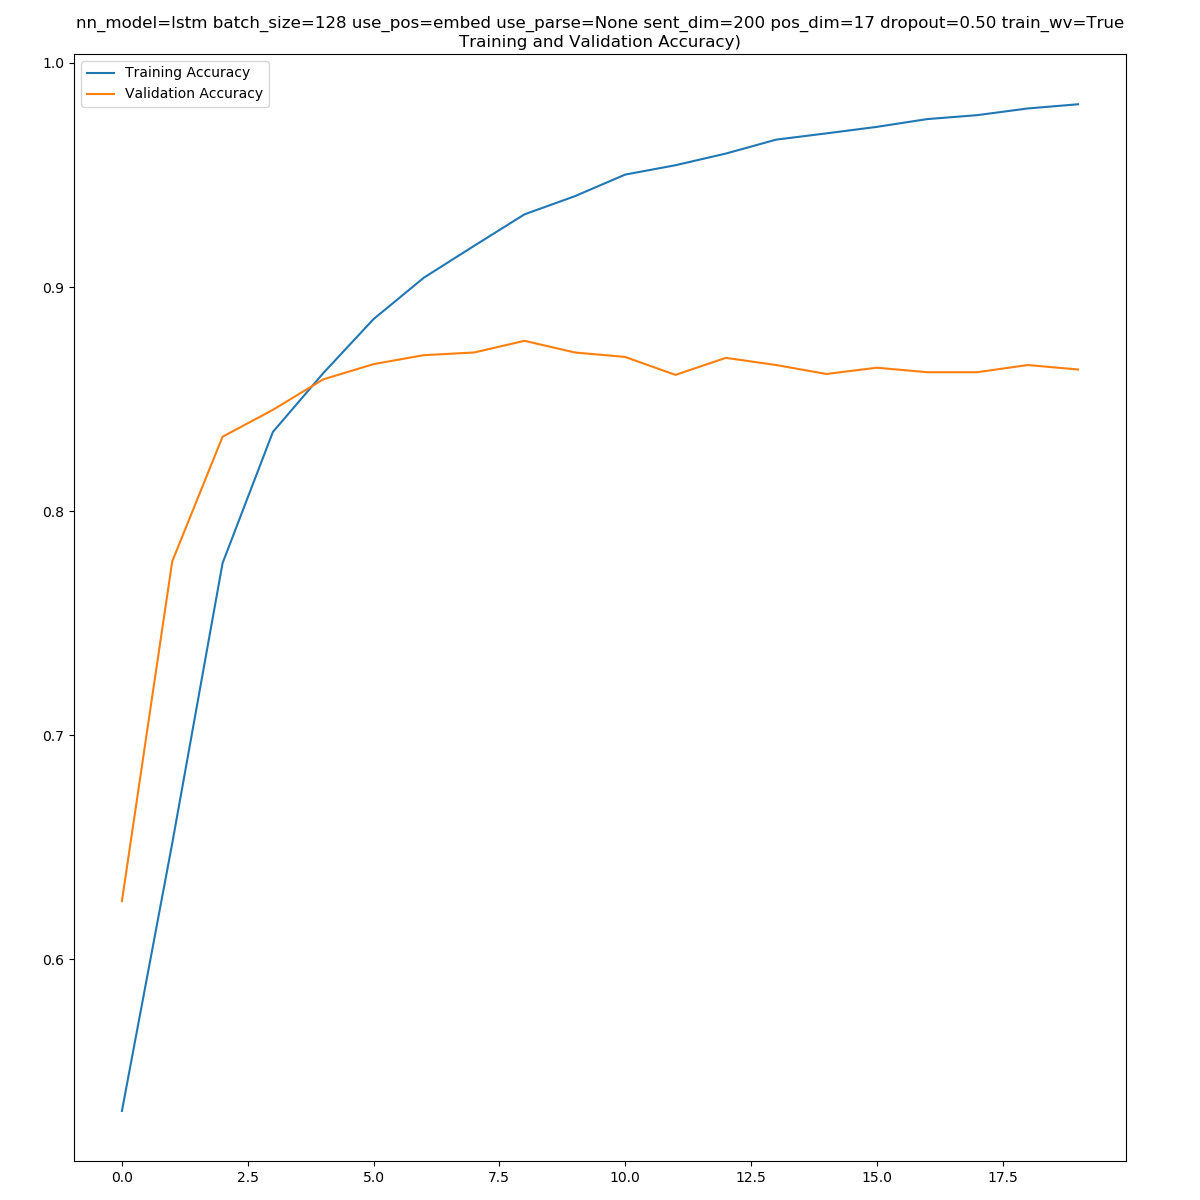 nn_model=lstm batch_size=128 use_pos=embed use_parse=None sent_dim=200 pos_dim=17 dropout=0.50 train_wv=True
Training and Validation Accuracy)
Training Accuracy
Validation Accuracy
1.0
0.9
0.8
0.7
0.6
0.0 2.5 5.0 7.5 10.0 12.5 15.0 17.5